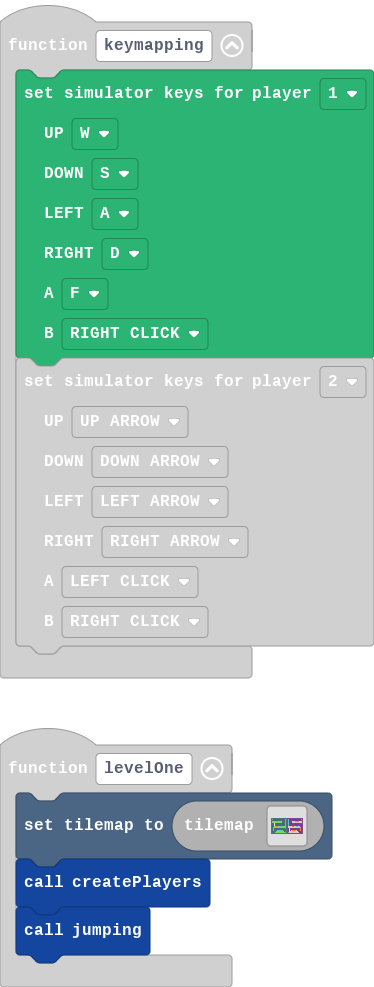 function keymapping
set simulator keys for player 1
UP W
DOWN S
LEFT A
RIGHT D
A F
B RIGHT CLICK
set simulator keys for player 2
UP UP ARROW
DOWN DOWN ARROW
LEFT LEFT ARROW
RIGHT RIGHT ARROW
A LEFT CLICK
B RIGHT CLICK
function levelOne
set tilemap to tilemap
call createPlayers
call jumping